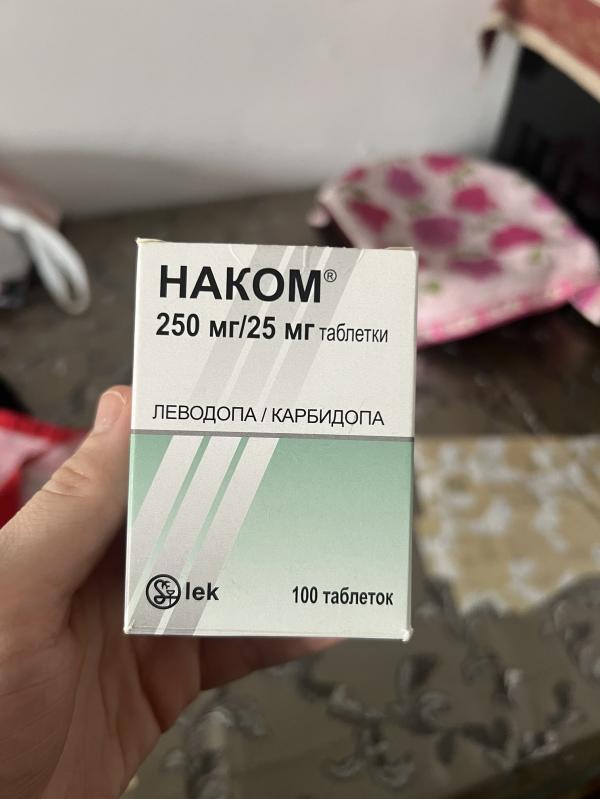 НАКОМ®
250 мг/25 мг таблетки
ЛЕВОДОПА / КАРБИДОПА
lek
100 таблеток